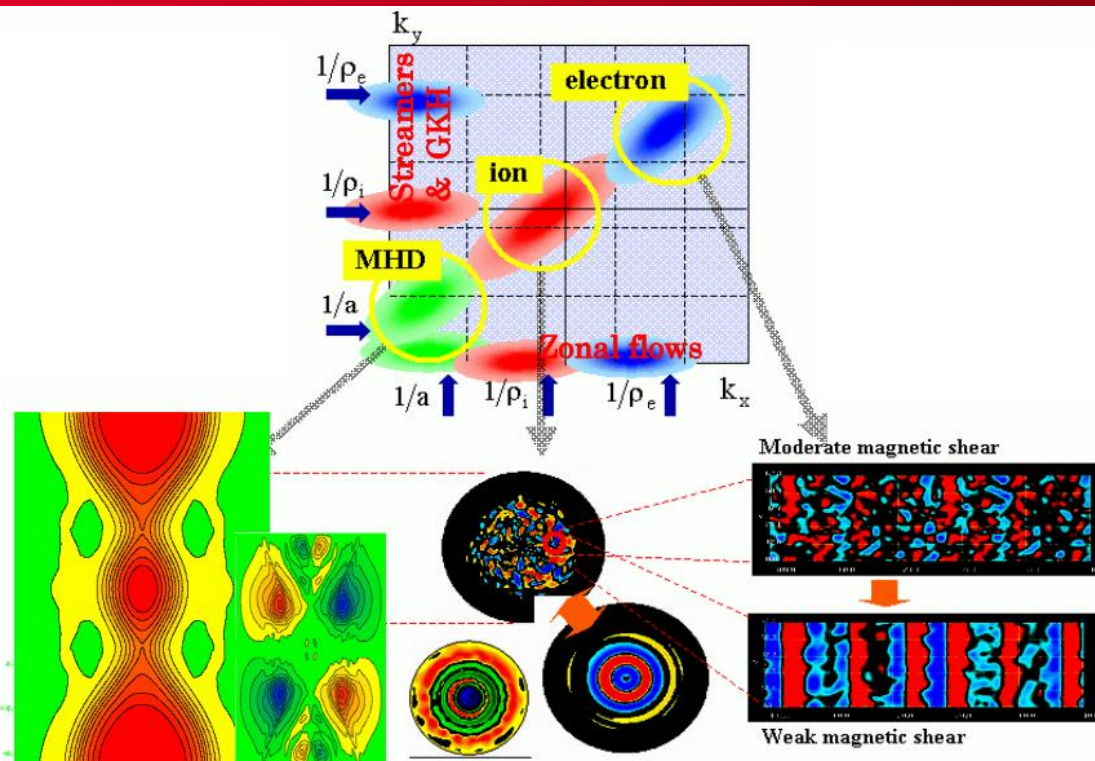 k_y
1/ρ_e
electron
Streamers
& GKH
ion
1/ρ_i
MHD
1/a
Zonal flows
1/a
1/ρ_i
1/ρ_e
k_x
Moderate magnetic shear
Weak magnetic shear